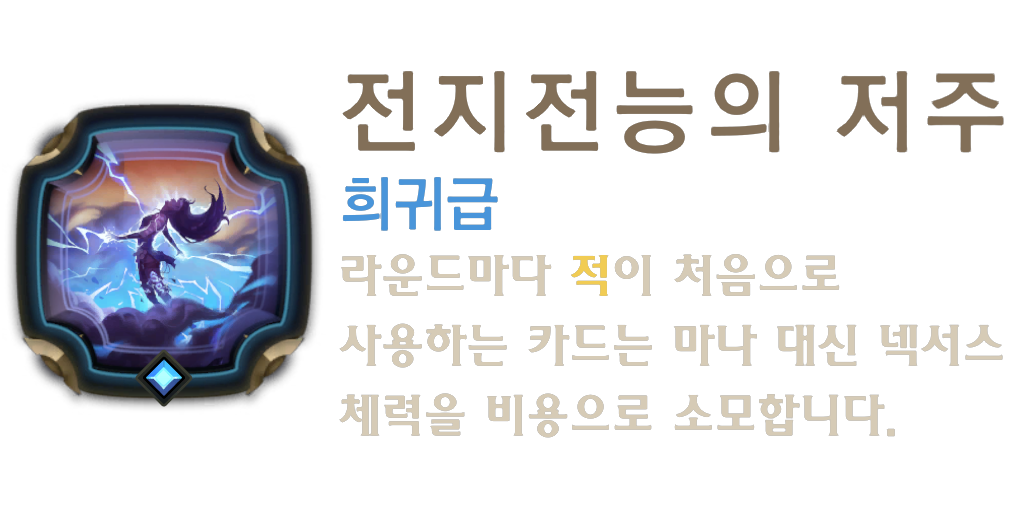 전지전능의 저주
희귀급
라운드마다 적이 처음으로
사용하는 카드는 마나 대신 넥서스
체력을 비용으로 소모합니다.